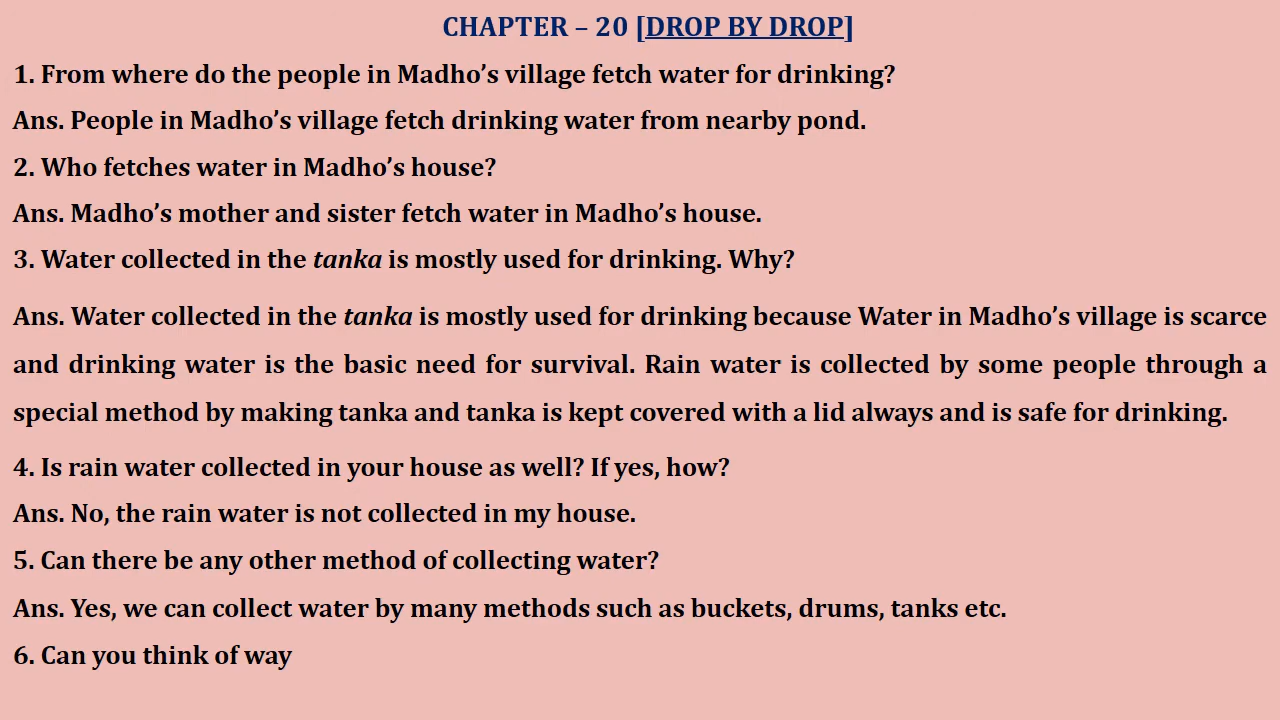 CHAPTER – 20 [DROP BY DROP]
1. From where do the people in Madho’s village fetch water for drinking?
Ans. People in Madho’s village fetch drinking water from nearby pond.
2. Who fetches water in Madho’s house?
Ans. Madho’s mother and sister fetch water in Madho’s house.
3. Water collected in the tanka is mostly used for drinking. Why?
Ans. Water collected in the tanka is mostly used for drinking because Water in Madho’s village is scarce
and drinking water is the basic need for survival. Rain water is collected by some people through a
special method by making tanka and tanka is kept covered with a lid always and is safe for drinking.
4. Is rain water collected in your house as well? If yes, how?
Ans. No, the rain water is not collected in my house.
5. Can there be any other method of collecting water?
Ans. Yes, we can collect water by many methods such as buckets, drums, tanks etc.
6. Can you think of way